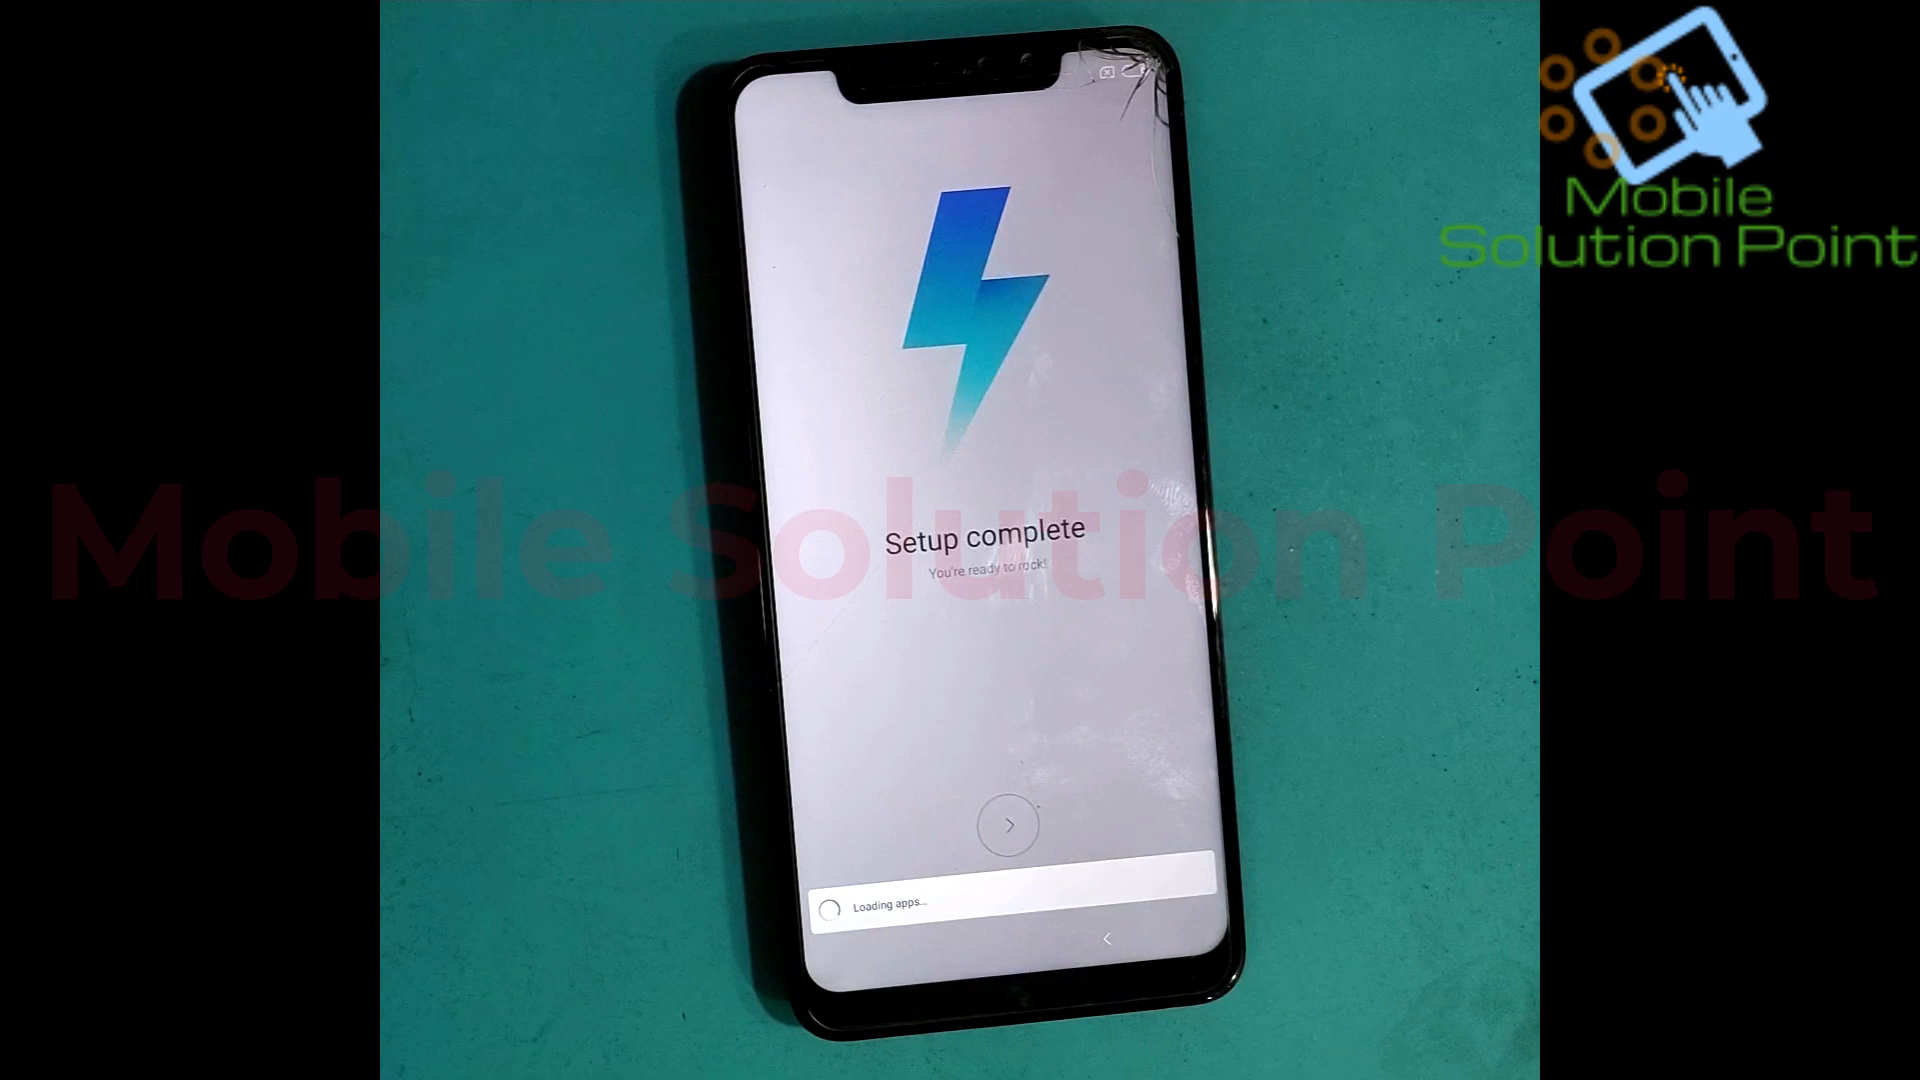 Mobile
Solution Point
Mobile Solution Point
Setup complete
You're ready to rock!
Loading apps...